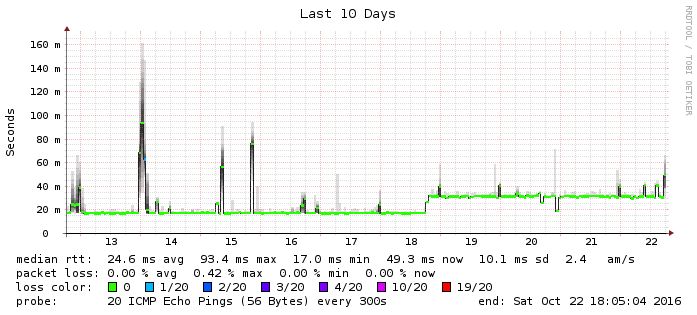 Last 10 Days
RRDTOOL / TOBI OETIKER
Seconds
160 m
140 m
120 m
100 m
80 m
60 m
40 m
20 m
0
13 14 15 16 17 18 19 20 21 22
median rtt: 24.6 ms avg 93.4 ms max 17.0 ms min 49.3 ms now 10.1 ms sd 2.4 am/s
packet loss: 0.00 % avg 0.42 % max 0.00 % min 0.00 % now
loss color: 0 1/20 2/20 3/20 4/20 10/20 19/20
probe: 20 ICMP Echo Pings (56 Bytes) every 300s end: Sat Oct 22 18:05:04 2016